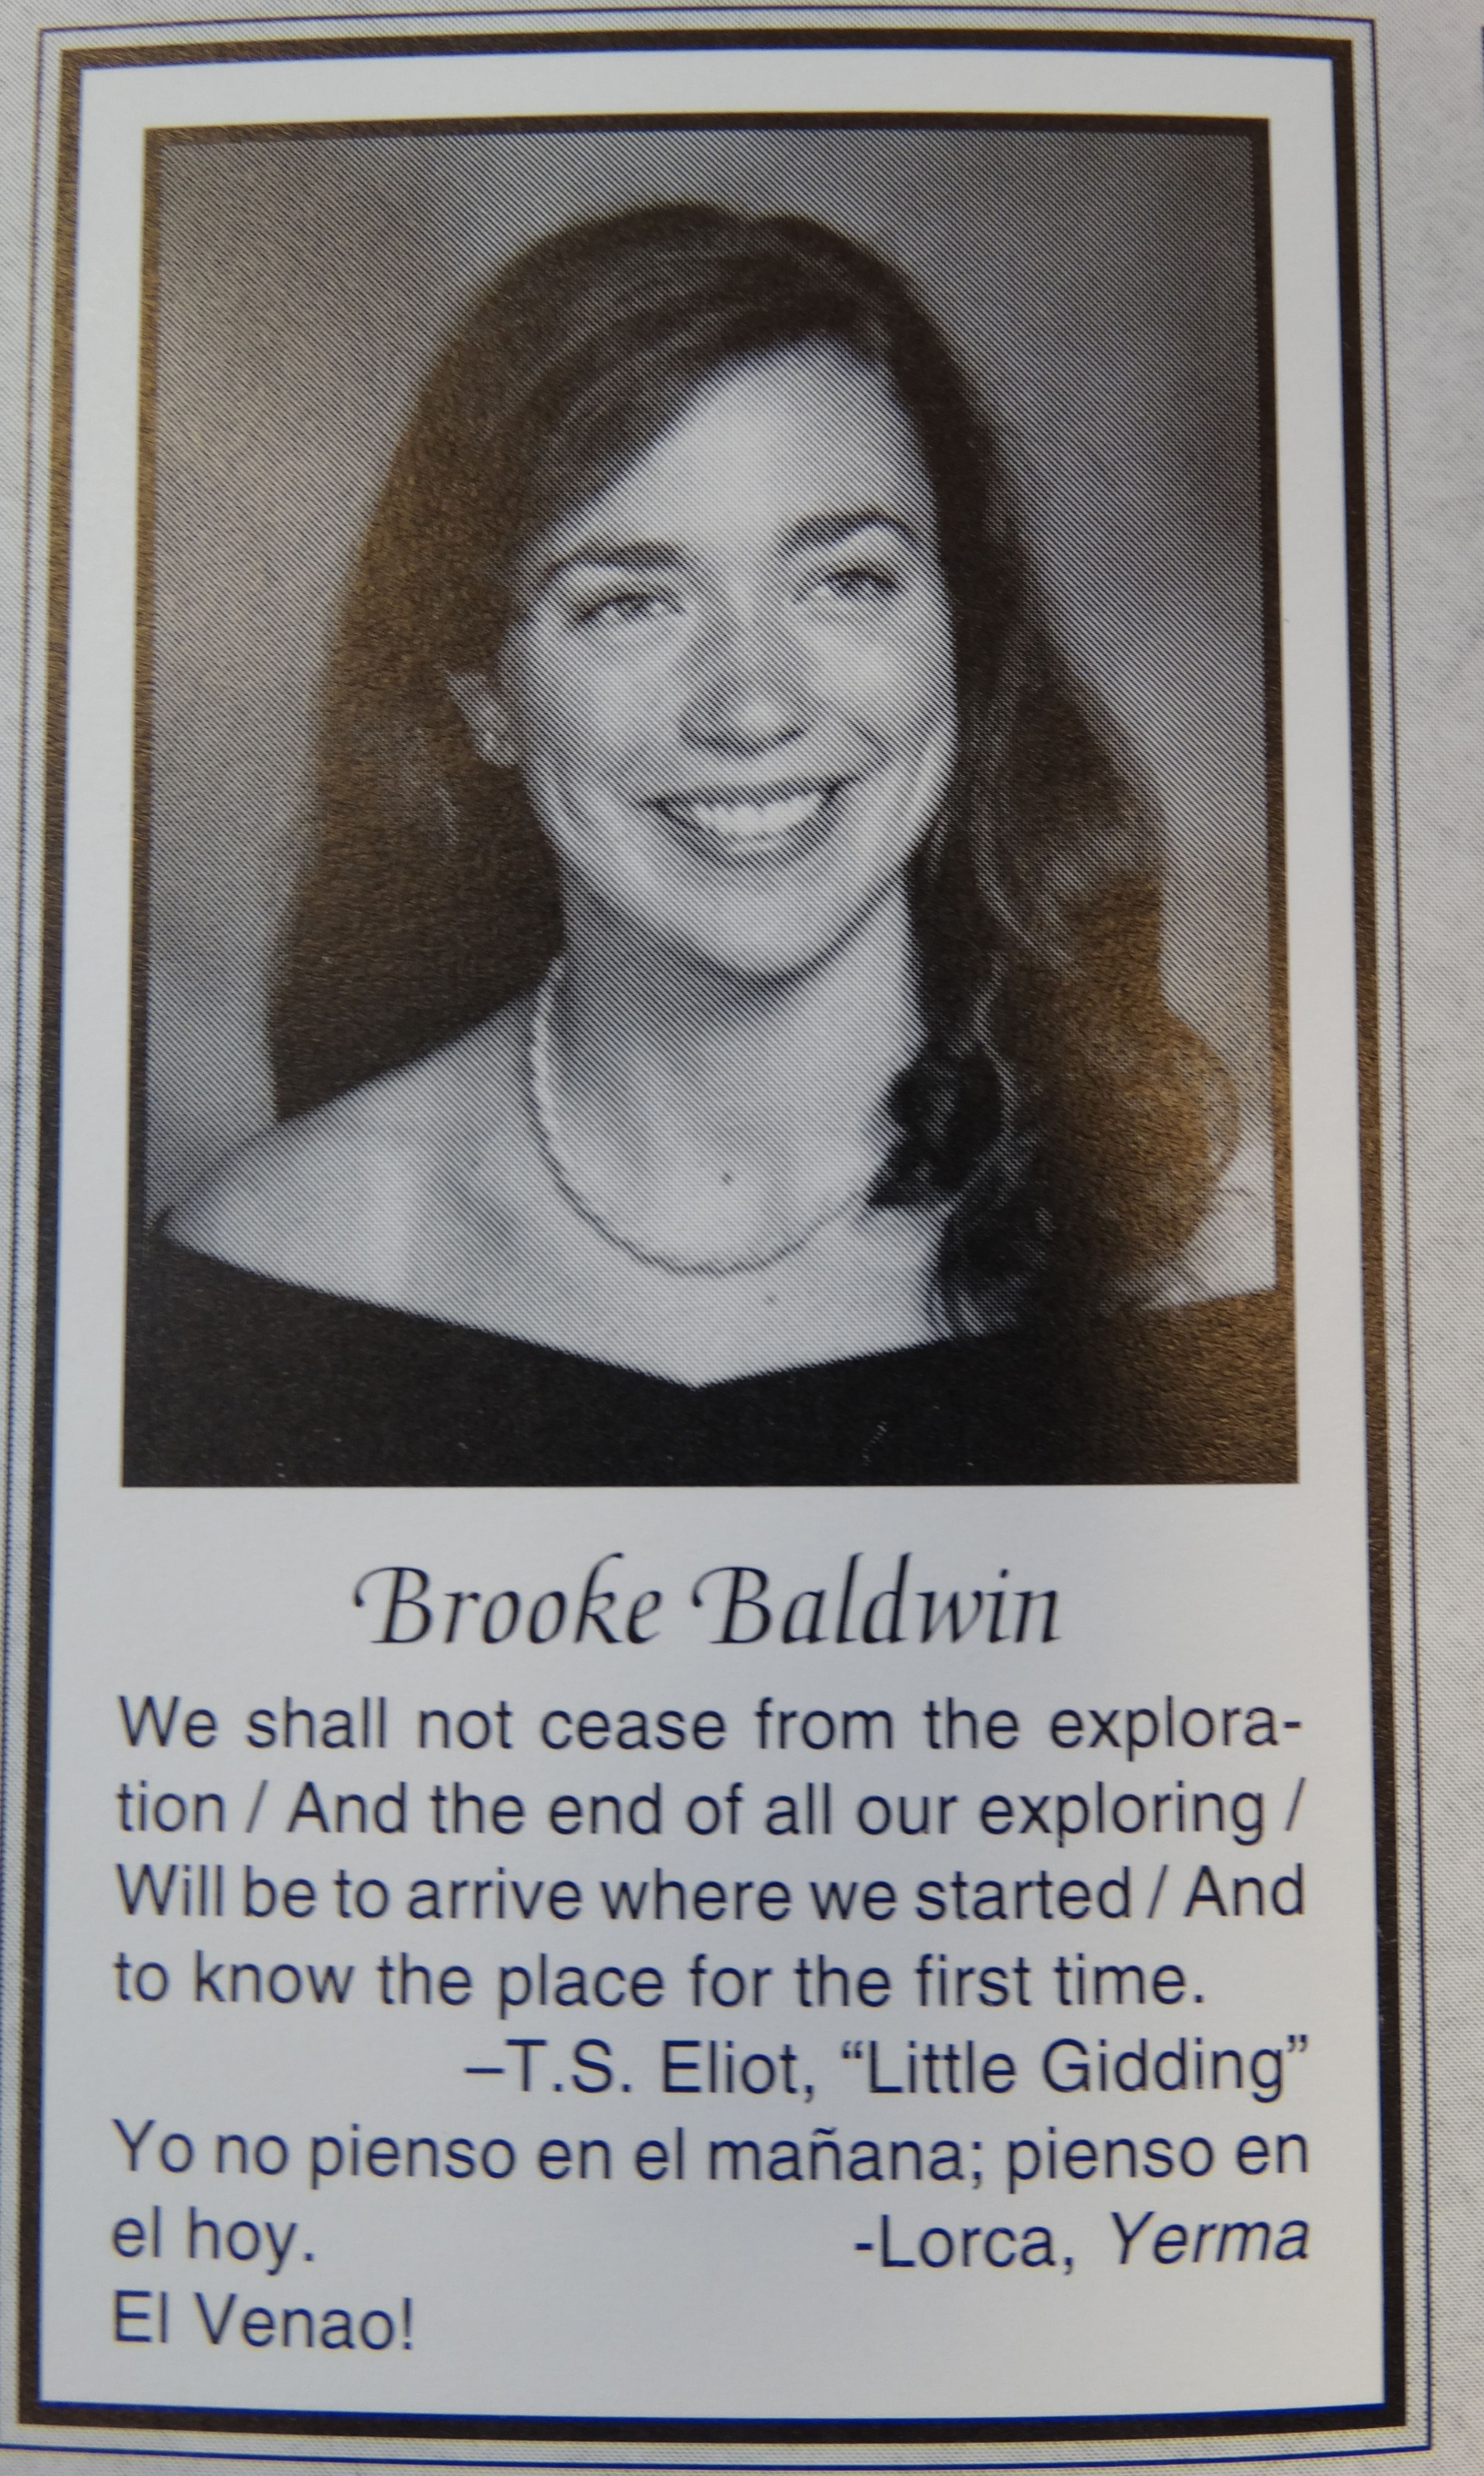 Brooke Baldwin
We shall not cease from the explora-
tion / And the end of all our exploring /
Will be to arrive where we started / And
to know the place for the first time.
–T.S. Eliot, “Little Gidding”
Yo no pienso en el mañana; pienso en
el hoy. -Lorca, Yerma
El Venao!